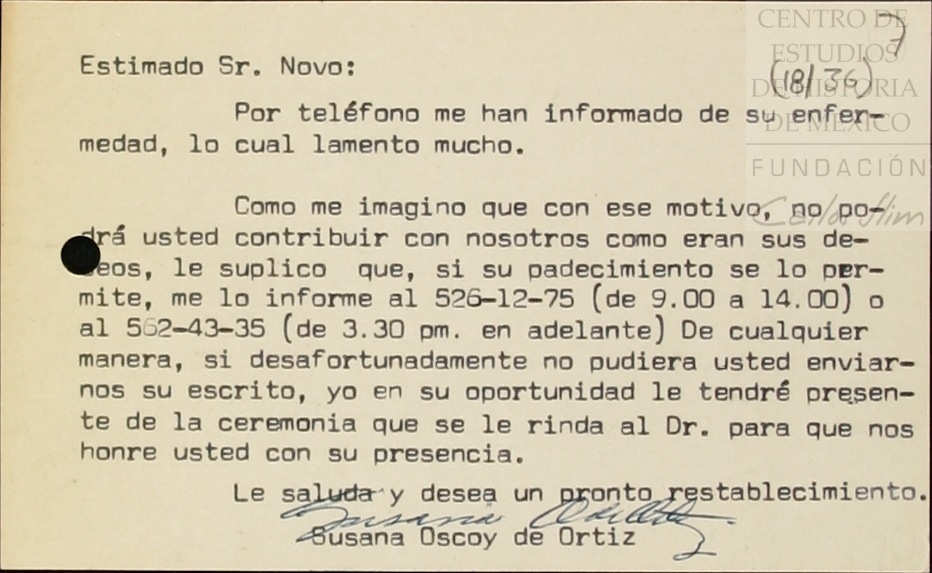 CENTRO DE
ESTUDIOS
DE HISTORIA
DE MÉXICO
FUNDACIÓN
Carlos Slim
7
(18/36)
Estimado Sr. Novo:
Por teléfono me han informado de su enfer-
medad, lo cual lamento mucho.
Como me imagino que con ese motivo, no po-
drá usted contribuir con nosotros como eran sus de-
seos, le suplico que, si su padecimiento se lo per-
mite, me lo informe al 526-12-75 (de 9.00 a 14.00) o
al 562-43-35 (de 3.30 pm. en adelante) De cualquier
manera, si desafortunadamente no pudiera usted enviar-
nos su escrito, yo en su oportunidad le tendré presen-
te de la ceremonia que se le rinda al Dr. para que nos
honre usted con su presencia.
Le saluda y desea un pronto restablecimiento.
Susana O de Ortiz
Susana Oscoy de Ortiz